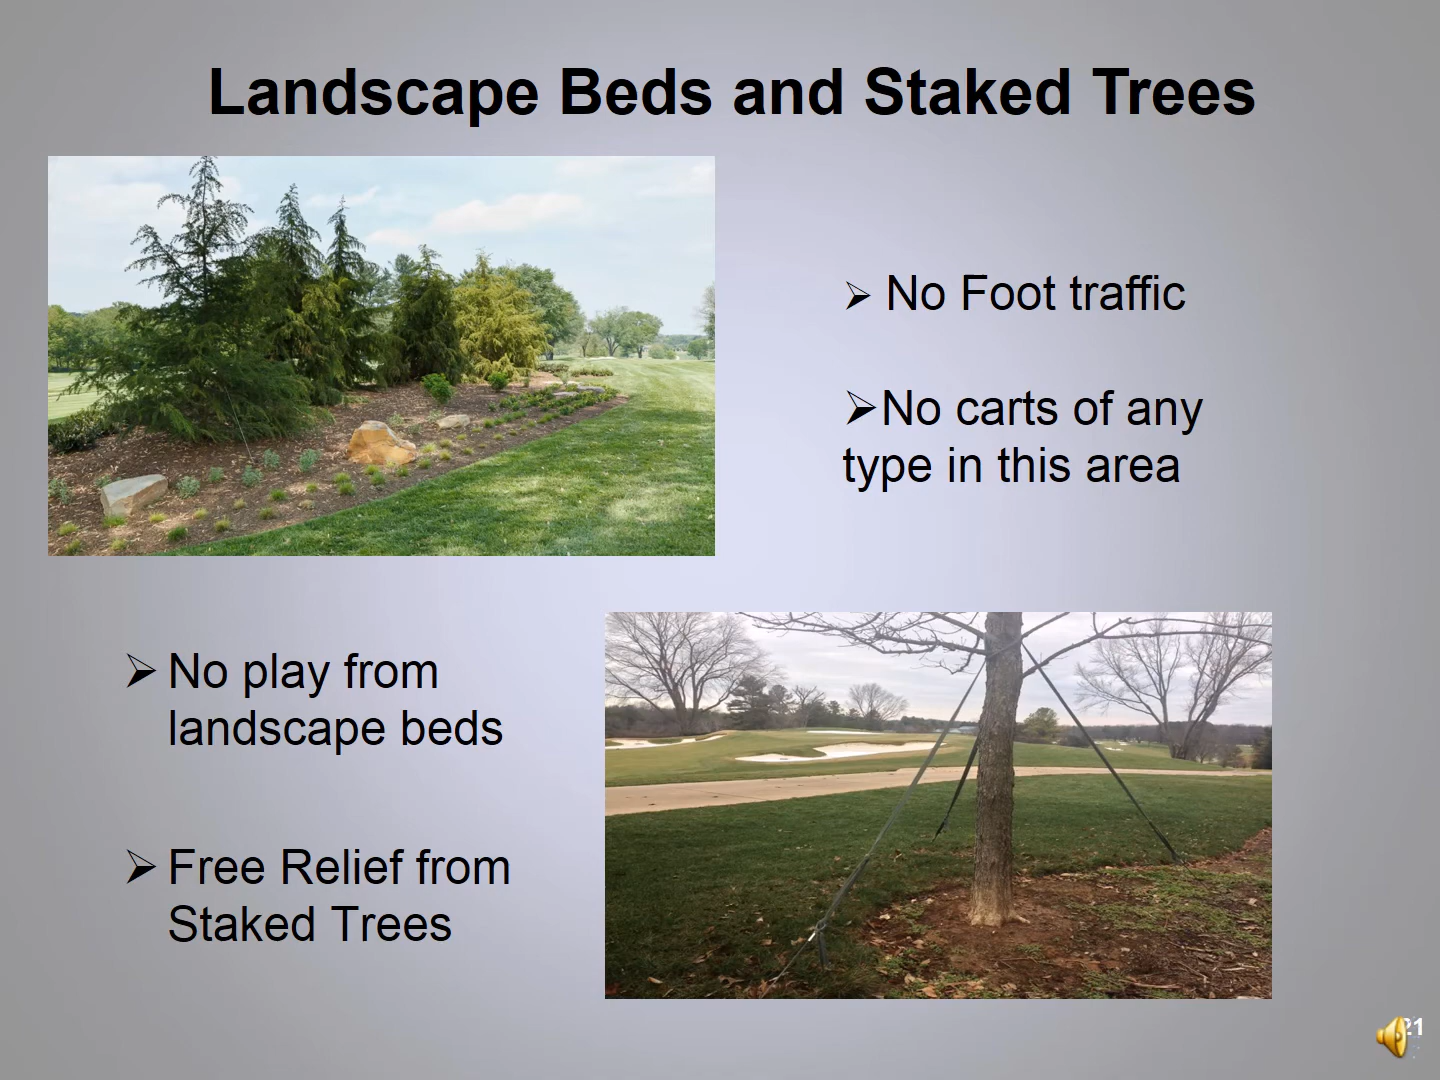 Landscape Beds and Staked Trees
➢ No Foot traffic
➢No carts of any
type in this area
➢ No play from
landscape beds
➢ Free Relief from
Staked Trees
21